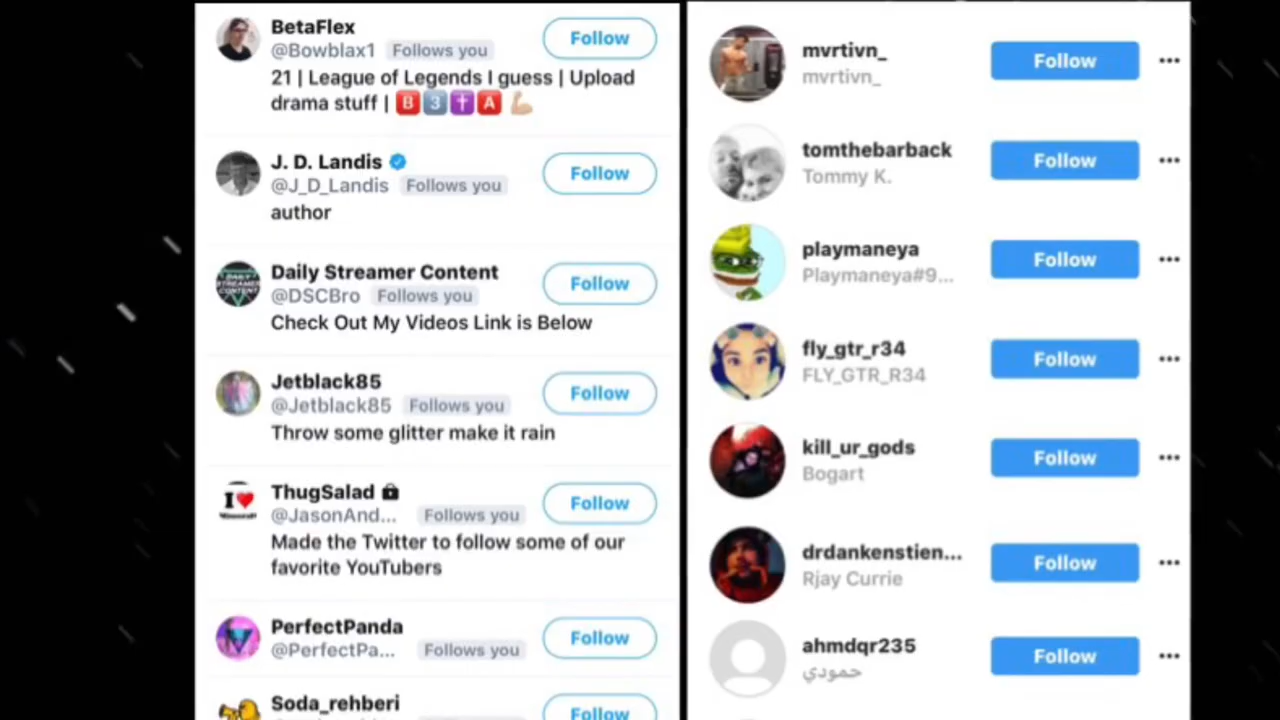 BetaFlex
@Bowblax1 Follows you
Follow
21 | League of Legends I guess | Upload
drama stuff | B 3 ✝ A 💪🏼
J. D. Landis
@J_D_Landis Follows you
Follow
author
Daily Streamer Content
@DSCBro Follows you
Follow
Check Out My Videos Link is Below
Jetblack85
@Jetblack85 Follows you
Follow
Throw some glitter make it rain
ThugSalad
@JasonAnd... Follows you
Follow
Made the Twitter to follow some of our
favorite YouTubers
PerfectPanda
@PerfectPa... Follows you
Follow
Soda_rehberi
Follow
mvrtivn_
mvrtivn_
Follow
tomthebarback
Tommy K.
Follow
playmaneya
Playmaneya#9...
Follow
fly_gtr_r34
FLY_GTR_R34
Follow
kill_ur_gods
Bogart
Follow
drdankenstien...
Rjay Currie
Follow
ahmdqr235
حمودي
Follow
DAILY
STREAMER
CONTENT
I ❤